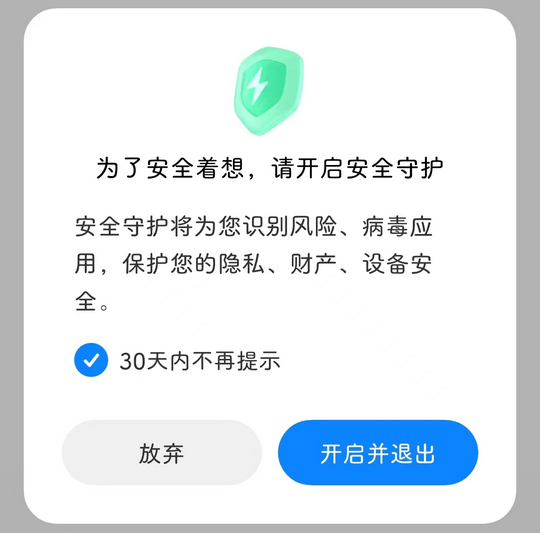 为了安全着想，请开启安全守护
安全守护将为您识别风险、病毒应
用，保护您的隐私、财产、设备安
全。
30天内不再提示
放弃
开启并退出